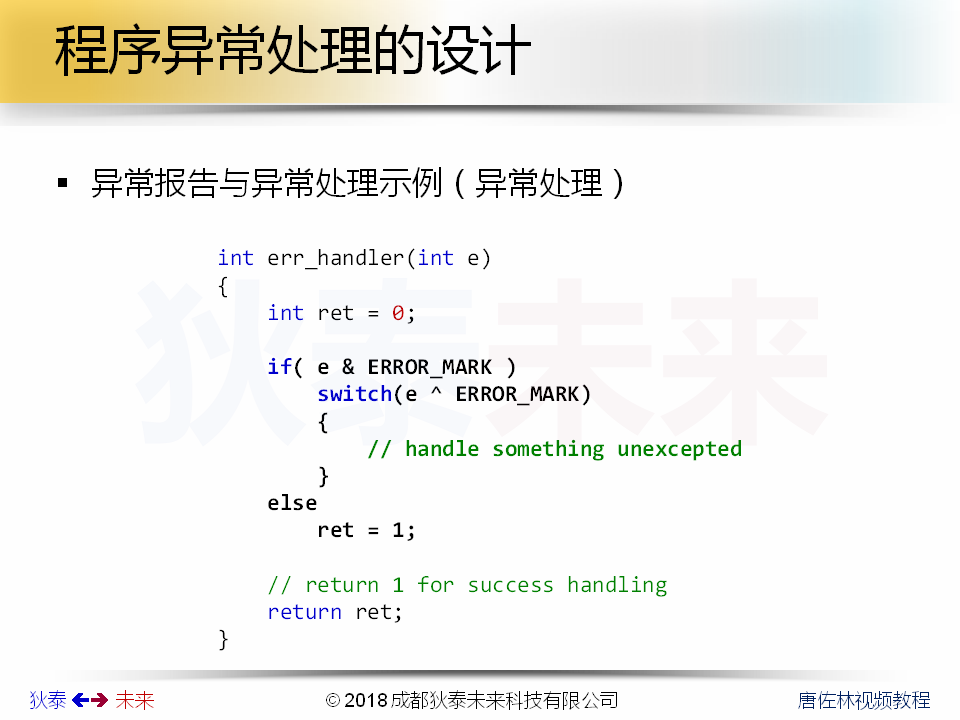 程序异常处理的设计
▪ 异常报告与异常处理示例（异常处理）
int err_handler(int e)
{
    int ret = 0;

    if( e & ERROR_MARK )
        switch(e ^ ERROR_MARK)
        {
            // handle something unexcepted
        }
    else
        ret = 1;

    // return 1 for success handling
    return ret;
}
狄泰未来
狄泰 未来
© 2018 成都狄泰未来科技有限公司
唐佐林视频教程